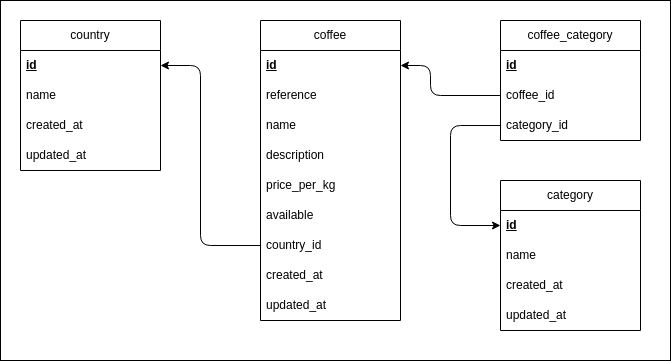 country
id
name
created_at
updated_at
coffee
id
reference
name
description
price_per_kg
available
country_id
created_at
updated_at
coffee_category
id
coffee_id
category_id
category
id
name
created_at
updated_at